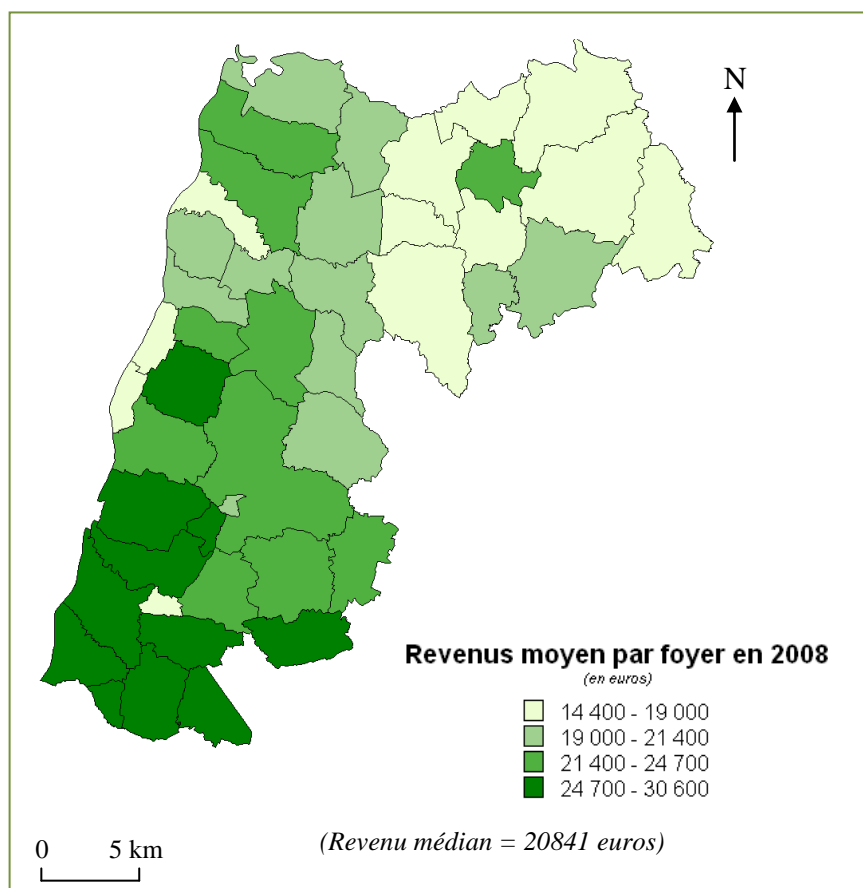 N
Revenus moyen par foyer en 2008
(en euros)
14 400 - 19 000
19 000 - 21 400
21 400 - 24 700
24 700 - 30 600
(Revenu médian = 20841 euros)
0 5 km